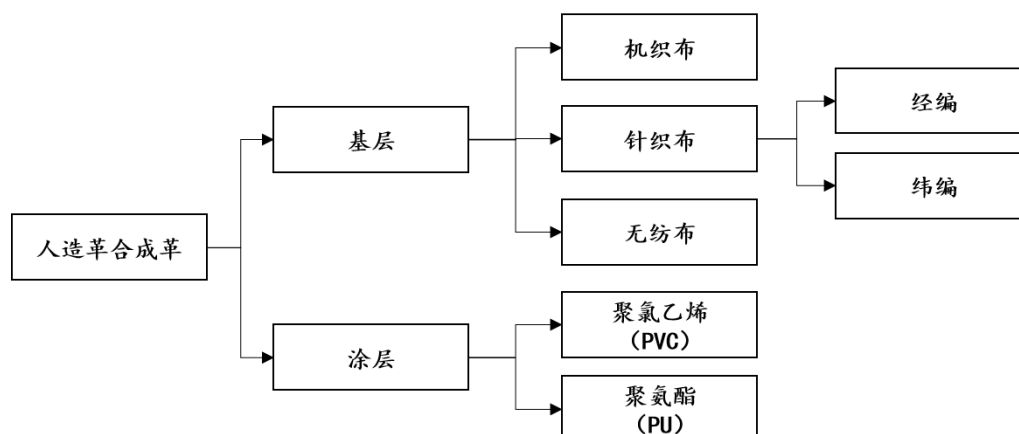 人造革合成革
基层
涂层
机织布
针织布
无纺布
聚氯乙烯
（PVC）
聚氨酯
（PU）
经编
纬编